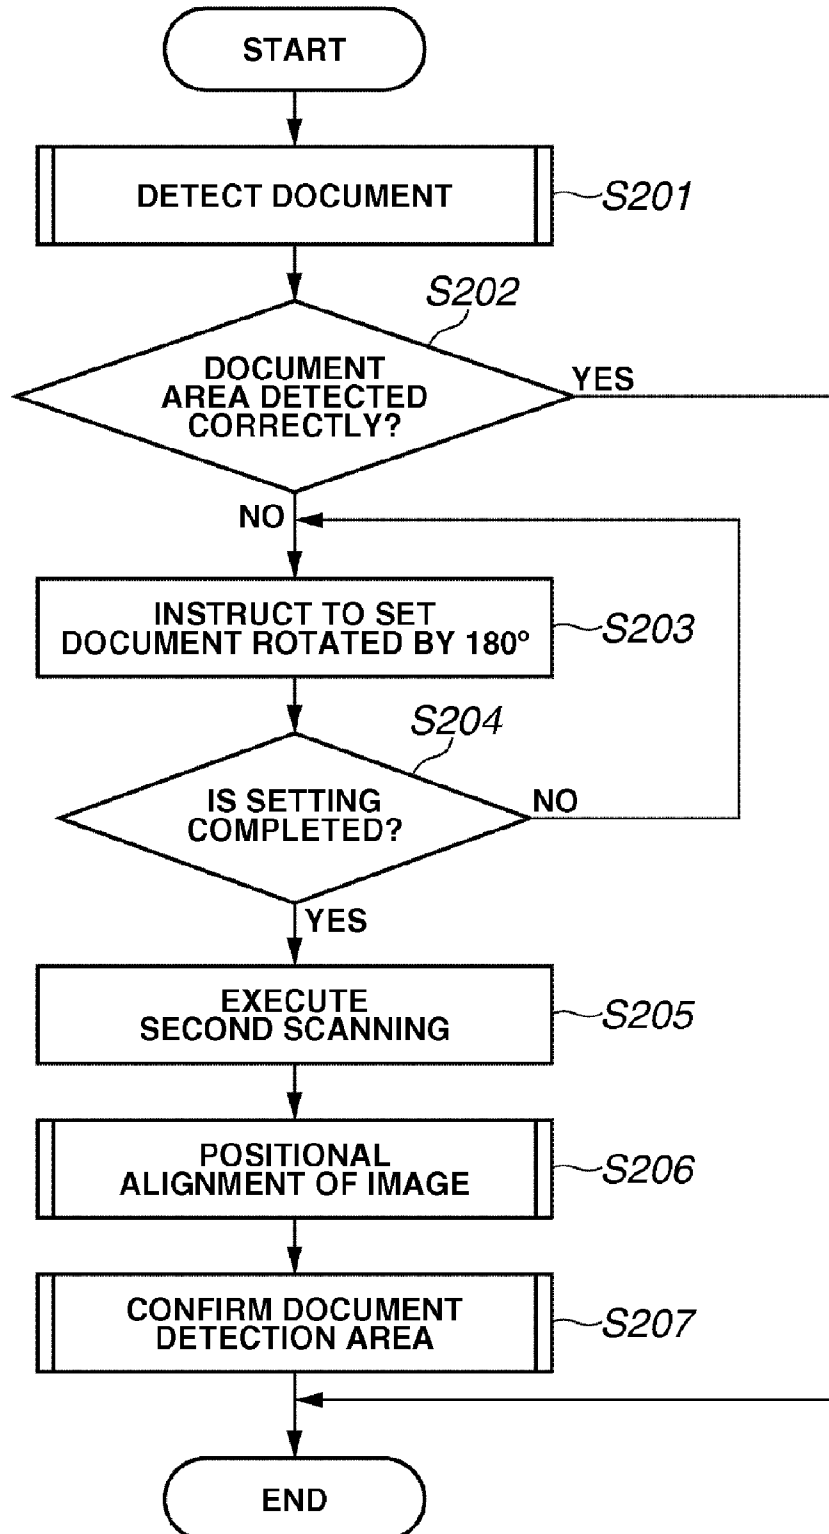 START
DETECT DOCUMENT
S201
S202
DOCUMENT
AREA DETECTED
CORRECTLY?
YES
NO
INSTRUCT TO SET
DOCUMENT ROTATED BY 180°
S203
S204
IS SETTING
COMPLETED?
NO
YES
EXECUTE
SECOND SCANNING
S205
POSITIONAL
ALIGNMENT OF IMAGE
S206
CONFIRM DOCUMENT
DETECTION AREA
S207
END